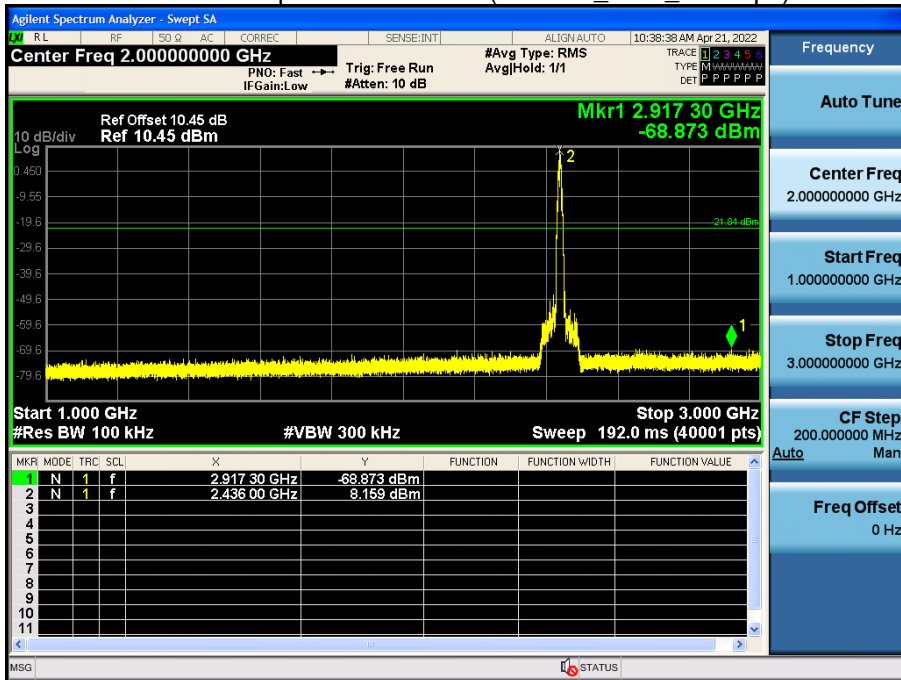 Agilent Spectrum Analyzer - Swept SA
LXI RL RF 50 Ω AC CORREC SENSE:INT ALIGN AUTO 10:38:38 AM Apr 21, 2022
Center Freq 2.000000000 GHz
PNO: Fast
IFGain:Low
Trig: Free Run
#Atten: 10 dB
#Avg Type: RMS
Avg|Hold: 1/1
TRACE 1 2 3 4 5 6
TYPE M W W W W W
DET P P P P P P
Mkr1 2.917 30 GHz
-68.873 dBm
Ref Offset 10.45 dB
10 dB/div Ref 10.45 dBm
Log
0.450
-9.55
-19.6
-29.6
-39.6
-49.6
-59.6
-69.6
-79.6
2
-21.84 dBm
1
Start 1.000 GHz Stop 3.000 GHz
#Res BW 100 kHz #VBW 300 kHz Sweep 192.0 ms (40001 pts)
MKR MODE TRC SCL X Y FUNCTION FUNCTION WIDTH FUNCTION VALUE
1 N 1 f 2.917 30 GHz -68.873 dBm
2 N 1 f 2.436 00 GHz 8.159 dBm
3
4
5
6
7
8
9
10
11
MSG STATUS
Frequency
Auto Tune
Center Freq
2.000000000 GHz
Start Freq
1.000000000 GHz
Stop Freq
3.000000000 GHz
CF Step
200.000000 MHz
Auto Man
Freq Offset
0 Hz